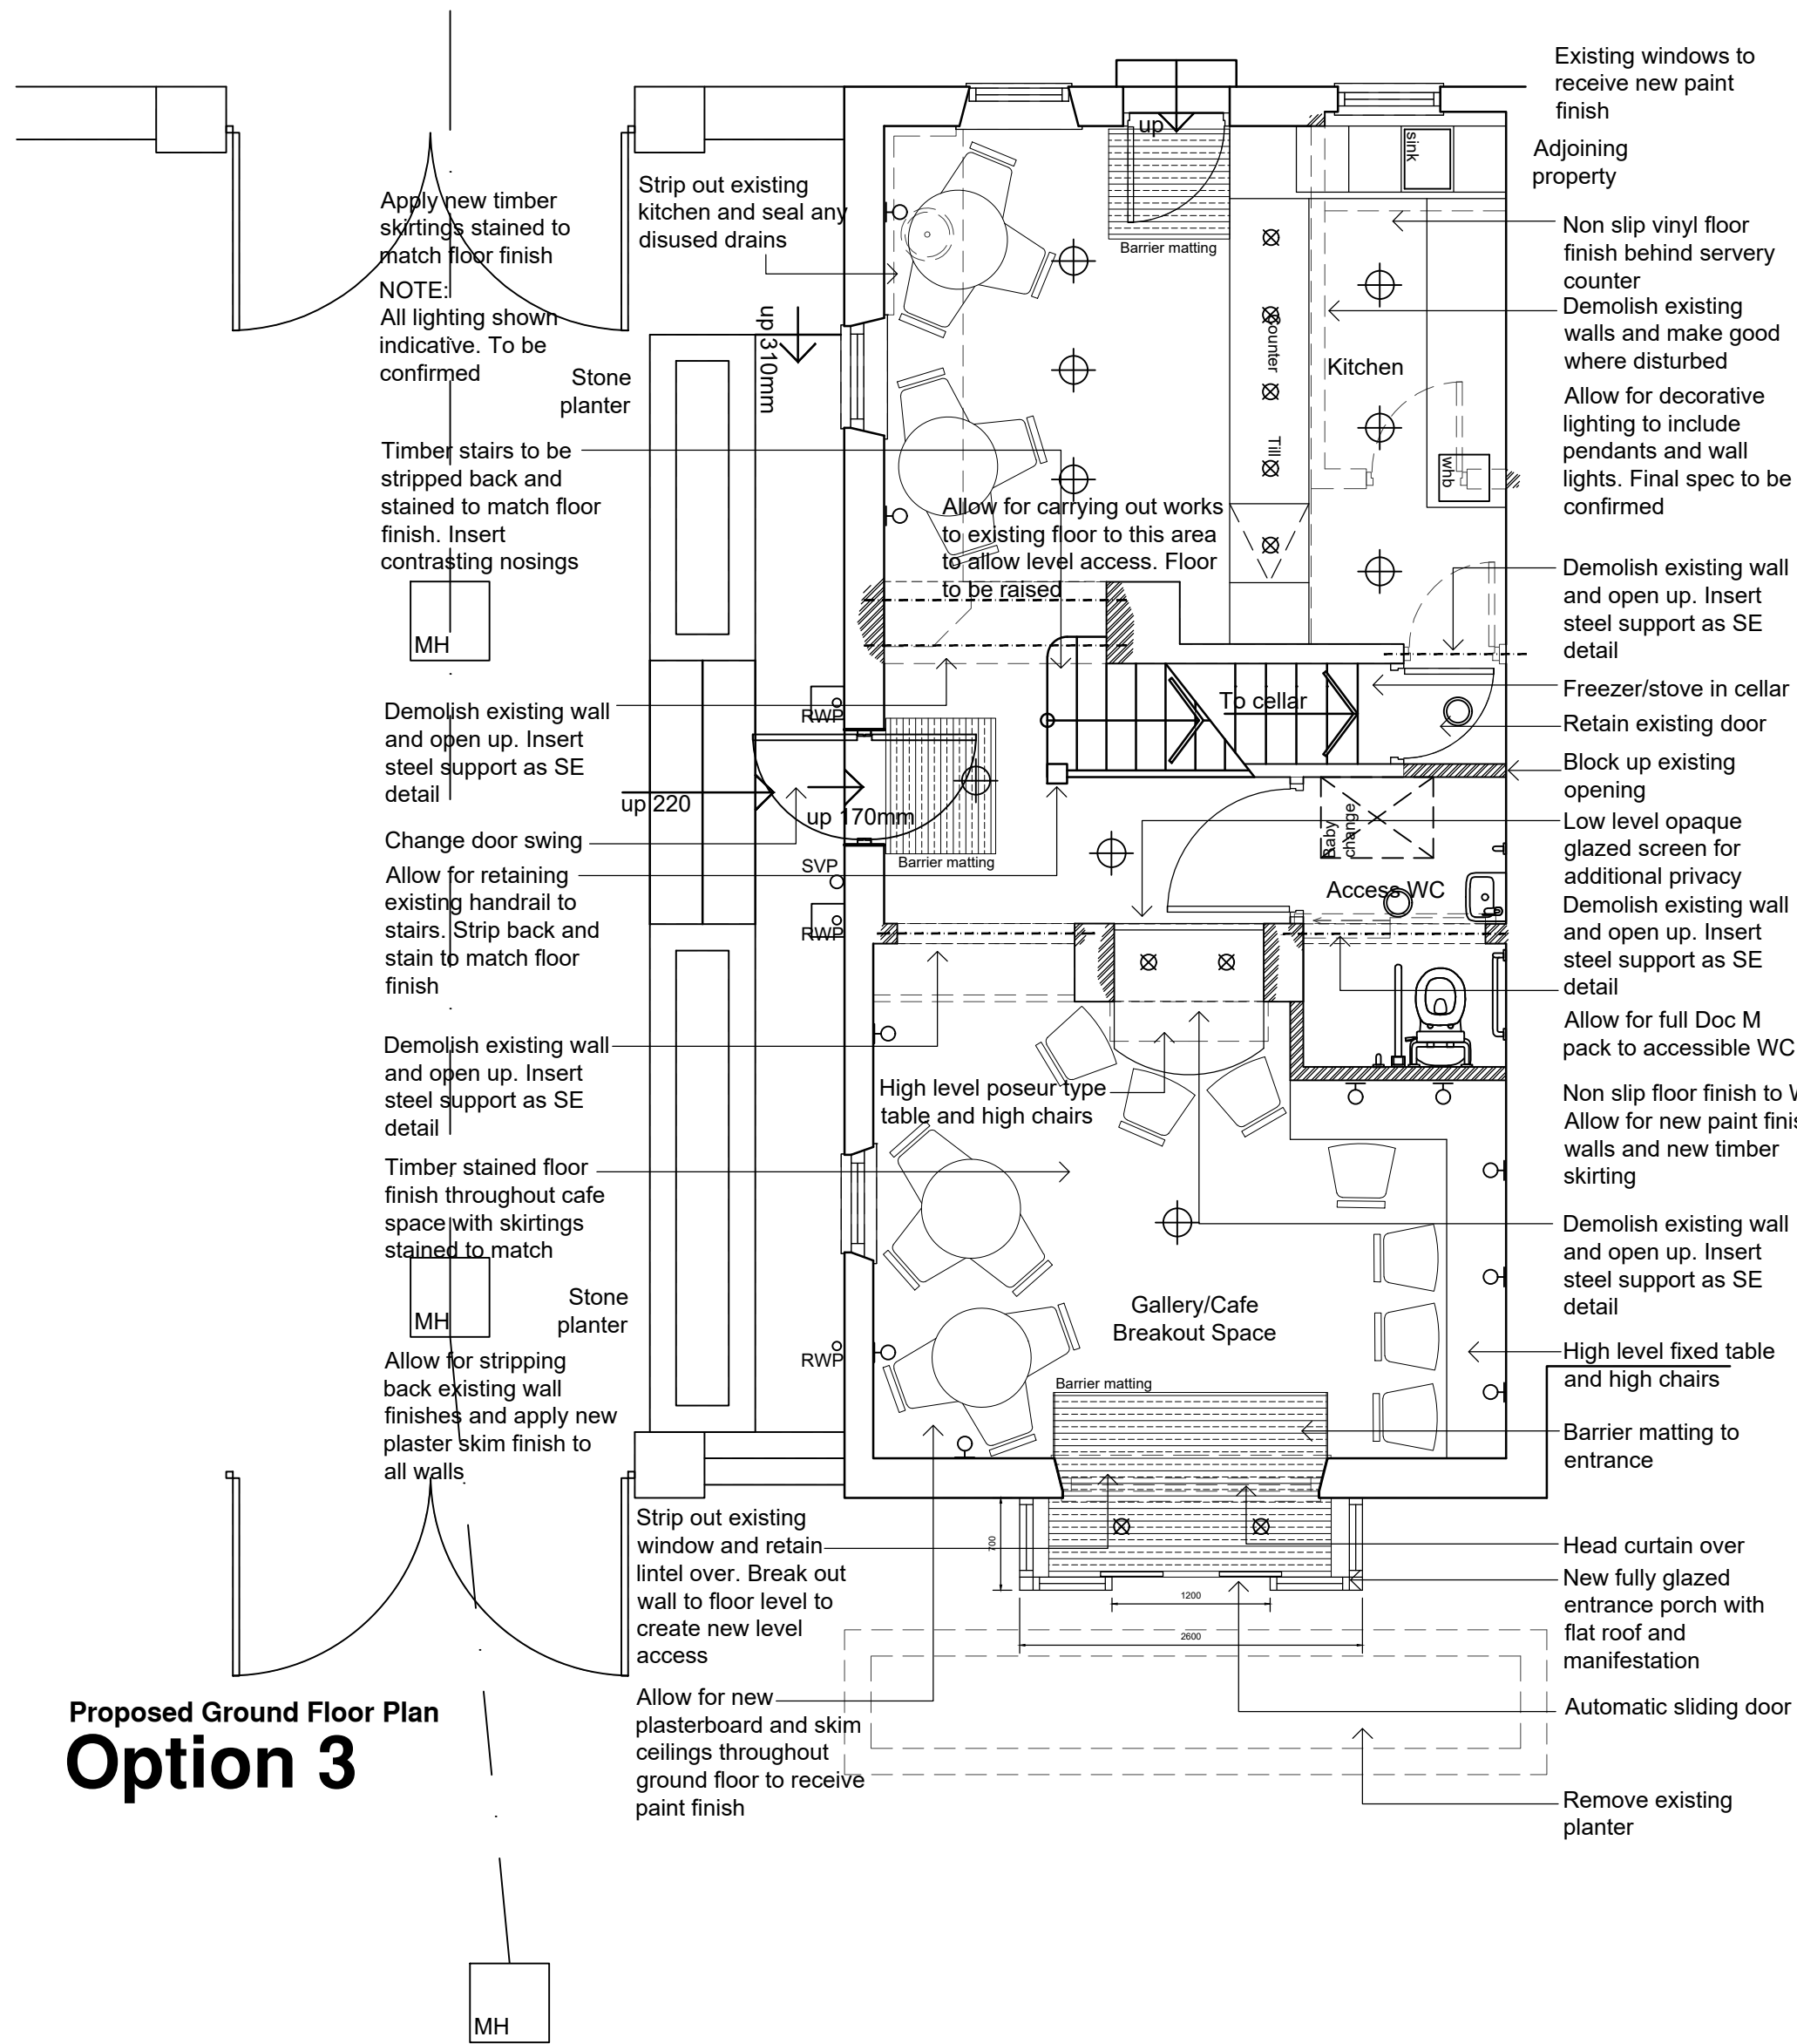 Existing windows to
receive new paint
finish
Adjoining
property
up
sink
Apply new timber
skirtings stained to
match floor finish
NOTE:
All lighting shown
indicative. To be
confirmed
Strip out existing
kitchen and seal any
disused drains
Barrier matting
Non slip vinyl floor
finish behind servery
counter
Demolish existing
walls and make good
where disturbed
up 310mm
Stone
planter
Counter
Kitchen
Till
whb
Allow for decorative
lighting to include
pendants and wall
lights. Final spec to be
confirmed
Timber stairs to be
stripped back and
stained to match floor
finish. Insert
contrasting nosings
Allow for carrying out works
to existing floor to this area
to allow level access. Floor
to be raised
Demolish existing wall
and open up. Insert
steel support as SE
detail
MH
Freezer/stove in cellar
Retain existing door
To cellar
Demolish existing wall
and open up. Insert
steel support as SE
detail
RWP
Block up existing
opening
up 220
up 170mm
Change door swing
Barrier matting
SVP
RWP
Baby
change
Access WC
Low level opaque
glazed screen for
additional privacy
Allow for retaining
existing handrail to
stairs. Strip back and
stain to match floor
finish
Demolish existing wall
and open up. Insert
steel support as SE
detail
Allow for full Doc M
pack to accessible WC
Demolish existing wall
and open up. Insert
steel support as SE
detail
High level poseur type
table and high chairs
Non slip floor finish to
Allow for new paint
walls and new timber
skirting
Timber stained floor
finish throughout cafe
space with skirtings
stained to match
Demolish existing wall
and open up. Insert
steel support as SE
detail
MH
Stone
planter
Gallery/Cafe
Breakout Space
RWP
High level fixed table
and high chairs
Allow for stripping
back existing wall
finishes and apply new
plaster skim finish to
all walls
Barrier matting
Barrier matting to
entrance
Strip out existing
window and retain
lintel over. Break out
wall to floor level to
create new level
access
700
1200
2600
Head curtain over
New fully glazed
entrance porch with
flat roof and
manifestation
Allow for new
plasterboard and skim
ceilings throughout
ground floor to receive
paint finish
Automatic sliding door
Remove existing
planter
Proposed Ground Floor Plan
Option 3
MH